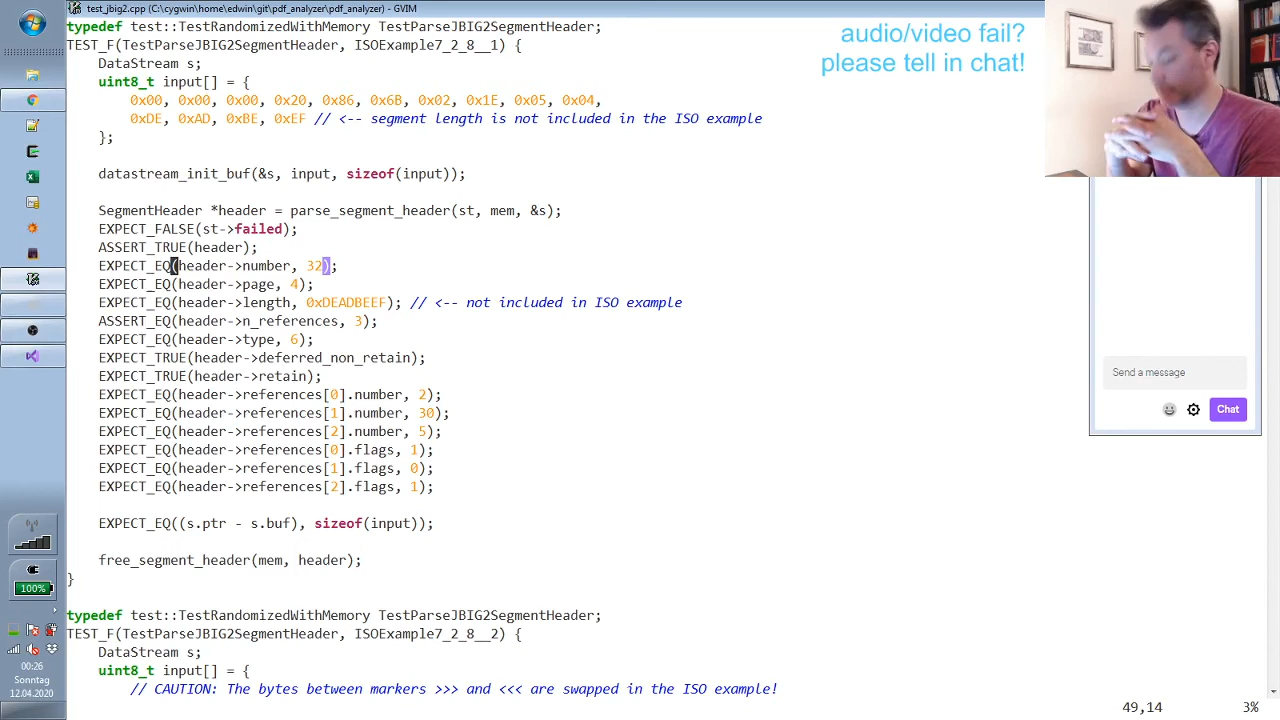 test_jbig2.cpp (C:\cygwin\home\edwin\git\pdf_analyzer\pdf_analyzer) - GVIM
typedef test::TestRandomizedWithMemory TestParseJBIG2SegmentHeader;
TEST_F(TestParseJBIG2SegmentHeader, ISOExample7_2_8__1) {
DataStream s;
uint8_t input[] = {
0x00, 0x00, 0x00, 0x20, 0x86, 0x6B, 0x02, 0x1E, 0x05, 0x04,
0xDE, 0xAD, 0xBE, 0xEF // <-- segment length is not included in the ISO example
};
datastream_init_buf(&s, input, sizeof(input));
SegmentHeader *header = parse_segment_header(st, mem, &s);
EXPECT_FALSE(st->failed);
ASSERT_TRUE(header);
EXPECT_EQ(header->number, 32);
EXPECT_EQ(header->page, 4);
EXPECT_EQ(header->length, 0xDEADBEEF); // <-- not included in ISO example
ASSERT_EQ(header->n_references, 3);
EXPECT_EQ(header->type, 6);
EXPECT_TRUE(header->deferred_non_retain);
EXPECT_TRUE(header->retain);
EXPECT_EQ(header->references[0].number, 2);
EXPECT_EQ(header->references[1].number, 30);
EXPECT_EQ(header->references[2].number, 5);
EXPECT_EQ(header->references[0].flags, 1);
EXPECT_EQ(header->references[1].flags, 0);
EXPECT_EQ(header->references[2].flags, 1);
EXPECT_EQ((s.ptr - s.buf), sizeof(input));
free_segment_header(mem, header);
}
typedef test::TestRandomizedWithMemory TestParseJBIG2SegmentHeader;
TEST_F(TestParseJBIG2SegmentHeader, ISOExample7_2_8__2) {
DataStream s;
uint8_t input[] = {
// CAUTION: The bytes between markers >>> and <<< are swapped in the ISO example!
49,14 3%
audio/video fail?
please tell in chat!
Send a message
Chat
100%
00:26
Sonntag
12.04.2020